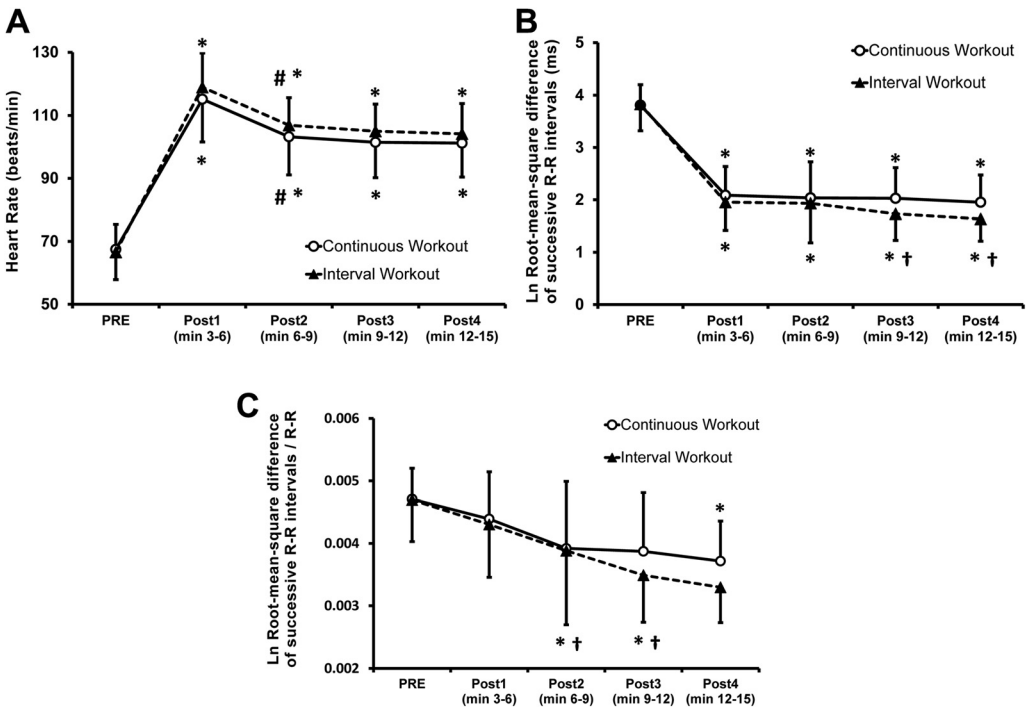 A
Heart Rate (beats/min)
130
110
90
70
50
*
# *
*
*
*
# *
*
*
Continuous Workout
Interval Workout
PRE
Post1
(min 3-6)
Post2
(min 6-9)
Post3
(min 9-12)
Post4
(min 12-15)
B
Ln Root-mean-square difference
of successive R-R intervals (ms)
5
4
3
2
1
0
Continuous Workout
Interval Workout
*
*
*
*
*
*
* †
* †
PRE
Post1
(min 3-6)
Post2
(min 6-9)
Post3
(min 9-12)
Post4
(min 12-15)
C
Ln Root-mean-square difference
of successive R-R intervals / R-R
0.006
0.005
0.004
0.003
0.002
Continuous Workout
Interval Workout
*
* †
* †
PRE
Post1
(min 3-6)
Post2
(min 6-9)
Post3
(min 9-12)
Post4
(min 12-15)